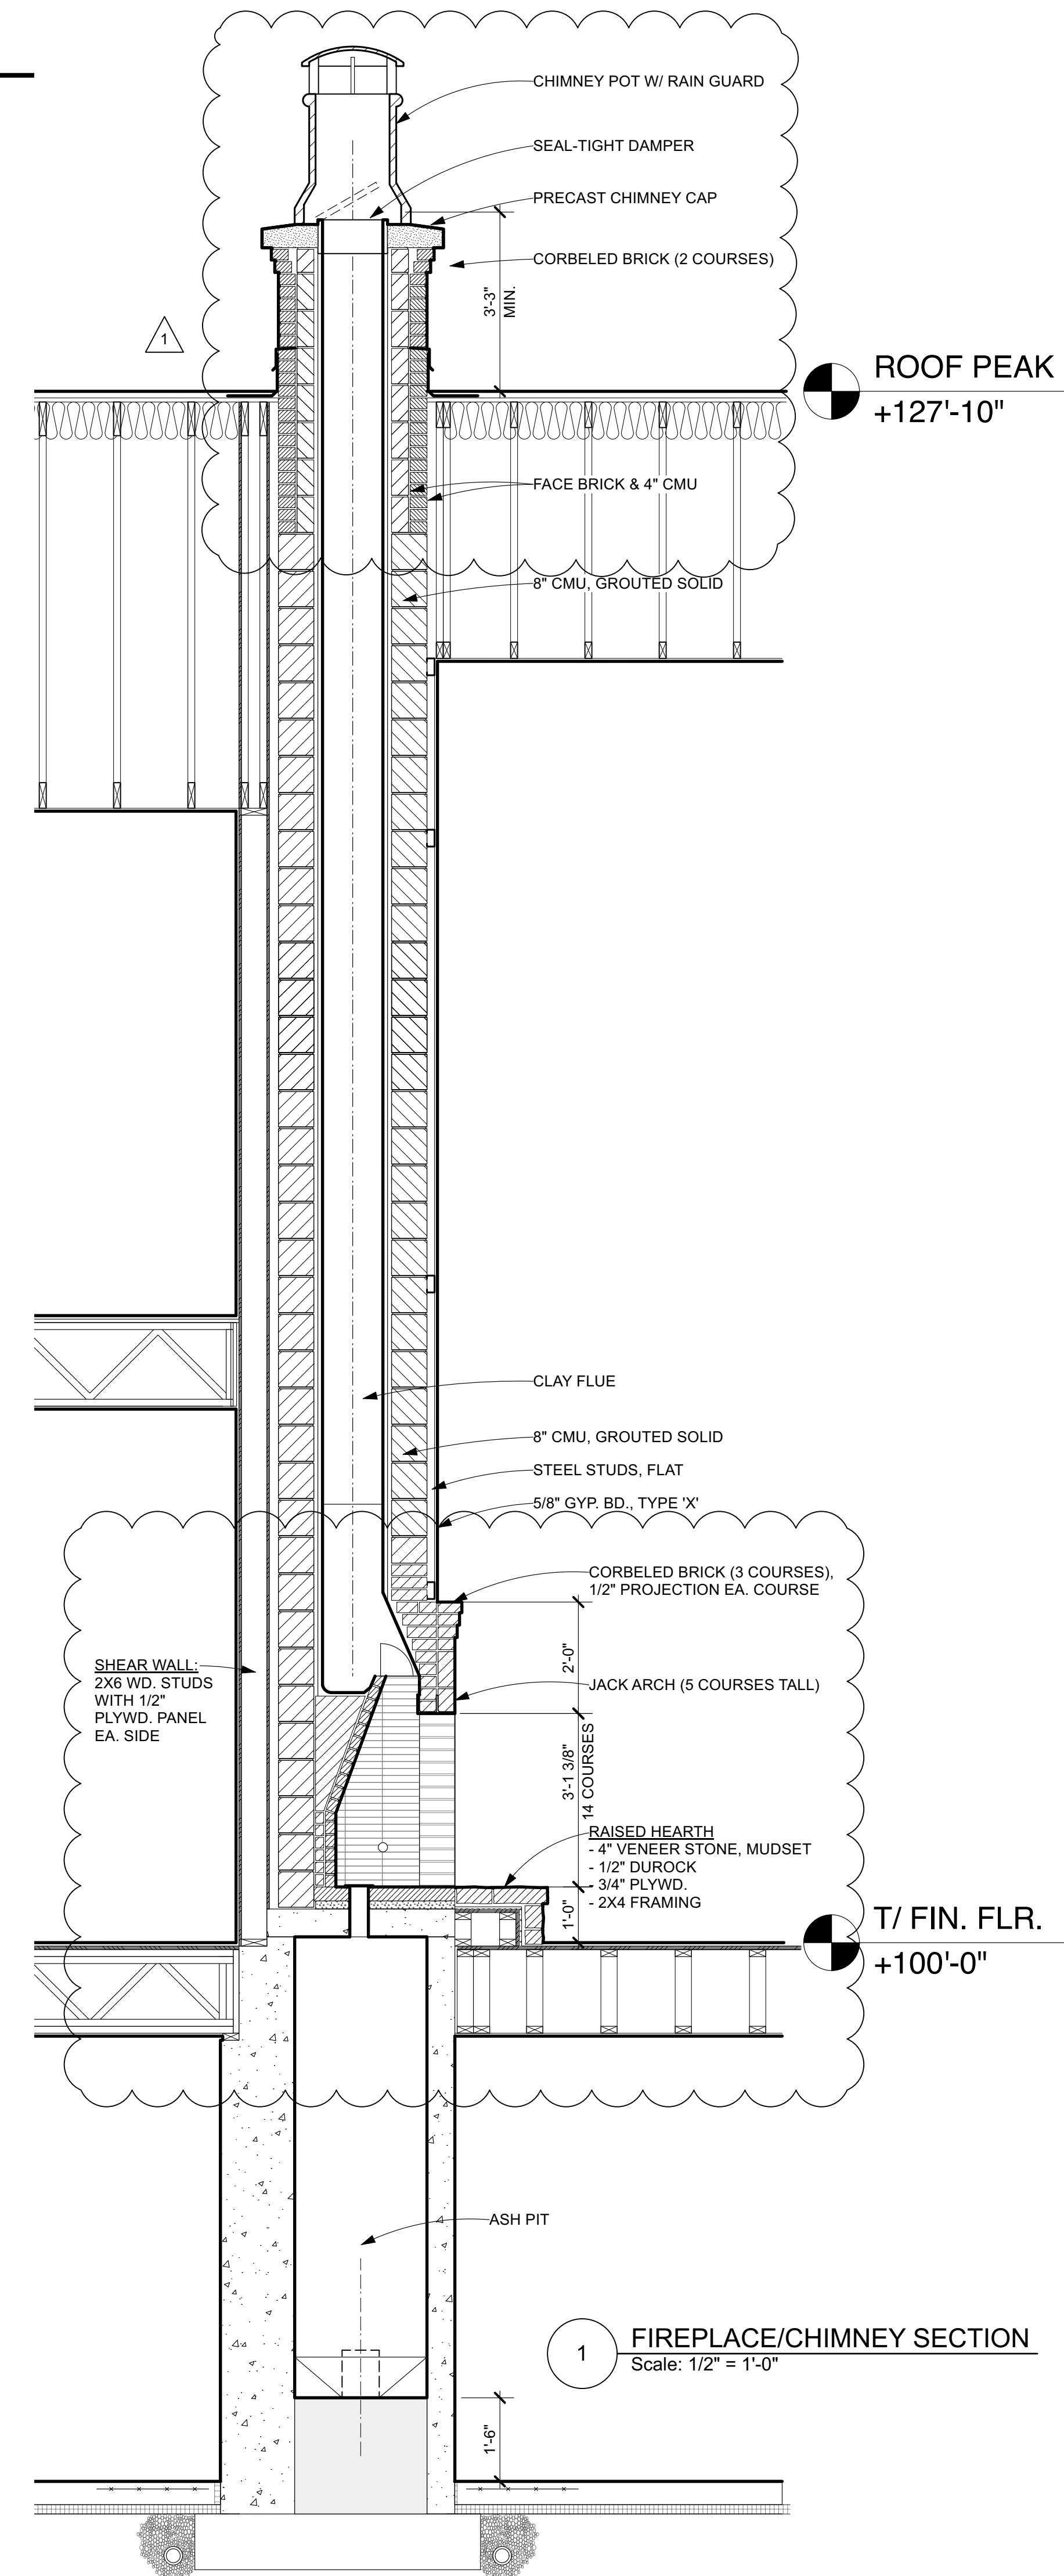 CHIMNEY POT W/ RAIN GUARD
SEAL-TIGHT DAMPER
PRECAST CHIMNEY CAP
CORBELED BRICK (2 COURSES)
3'-3"
MIN.
1
ROOF PEAK
+127'-10"
FACE BRICK & 4" CMU
8" CMU, GROUTED SOLID
CLAY FLUE
8" CMU, GROUTED SOLID
STEEL STUDS, FLAT
5/8" GYP. BD., TYPE 'X'
CORBELED BRICK (3 COURSES),
1/2" PROJECTION EA. COURSE
2'-0"
SHEAR WALL:
2X6 WD. STUDS
WITH 1/2"
PLYWD. PANEL
EA. SIDE
JACK ARCH (5 COURSES TALL)
3'-1 3/8"
14 COURSES
RAISED HEARTH
- 4" VENEER STONE, MUDSET
- 1/2" DUROCK
- 3/4" PLYWD.
- 2X4 FRAMING
1'-0"
T/ FIN. FLR.
+100'-0"
ASH PIT
1
FIREPLACE/CHIMNEY SECTION
Scale: 1/2" = 1'-0"
1'-6"